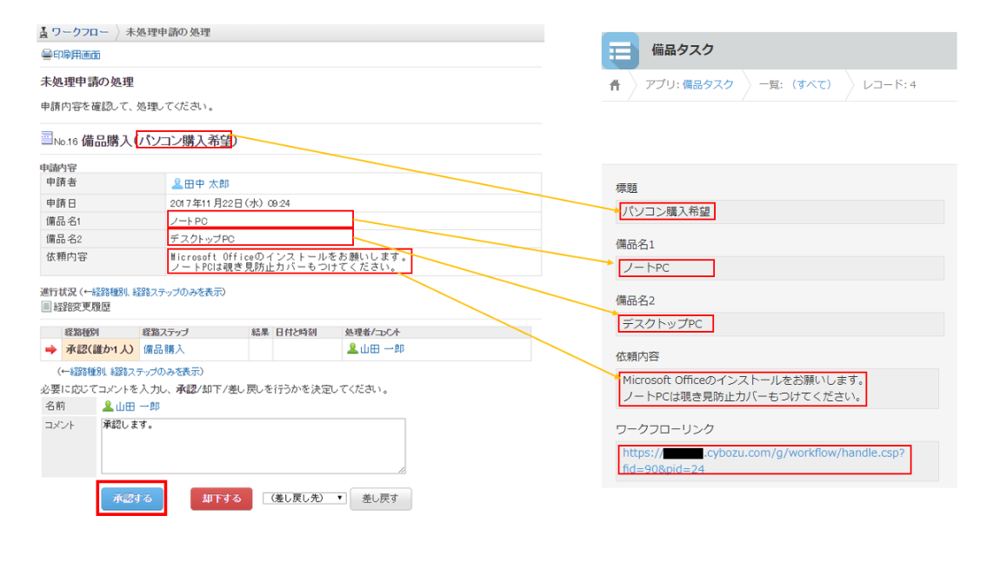 ワークフロー 〉 未処理申請の処理
印刷用画面
未処理申請の処理
申請内容を確認して、処理してください。
No.16 備品購入 (パソコン購入希望)
申請内容
申請者 田中 太郎
申請日 2017年11月22日(水) 09:24
備品名1 ノートPC
備品名2 デスクトップPC
依頼内容 Microsoft Officeのインストールをお願いします。
ノートPCは覗き見防止カバーもつけてください。
進行状況 (←経路種別、経路ステップのみを表示)
経路変更履歴
経路種別 経路ステップ 結果 日付と時刻 処理者/コメント
承認(誰か1人) 備品購入 山田 一郎
(←経路種別、経路ステップのみを表示)
必要に応じてコメントを入力し、承認/却下/差し戻しを行うかを決定してください。
名前 山田 一郎
コメント 承認します。
承認する 却下する (差し戻し先) ▼ 差し戻す
備品タスク
アプリ: 備品タスク 〉 一覧: (すべて) 〉 レコード: 4
標題
パソコン購入希望
備品名1
ノートPC
備品名2
デスクトップPC
依頼内容
Microsoft Officeのインストールをお願いします。
ノートPCは覗き見防止カバーもつけてください。
ワークフローリンク
https://.cybozu.com/g/workflow/handle.csp?
fid=90&pid=24